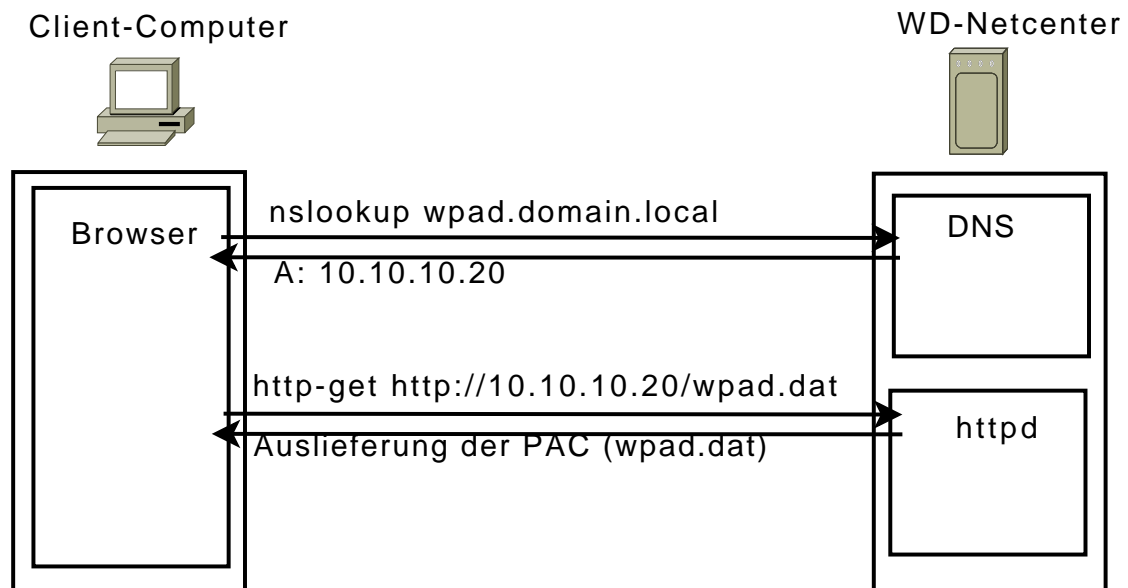 Client-Computer
WD-Netcenter
Browser
nslookup wpad.domain.local
DNS
A: 10.10.10.20
http-get http://10.10.10.20/wpad.dat
httpd
Auslieferung der PAC (wpad.dat)